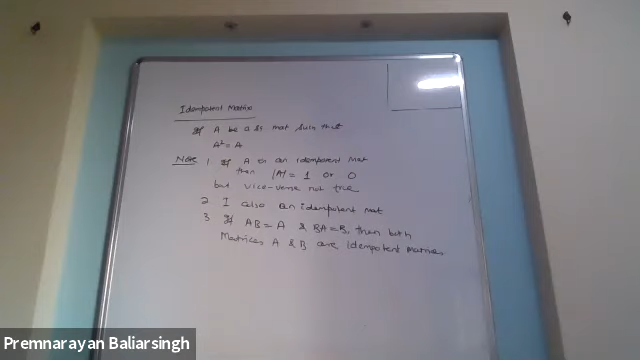 Idempotent Matrix
If A be a Sq mat such that
A² = A
Note 1 If A is an idempotent mat
then |A| = 1 or 0
but vice-verse not true
2 I also an idempotent mat
3 If AB = A & BA = B, then both
Matrices A & B are idempotent matrices
Premnarayan Baliarsingh